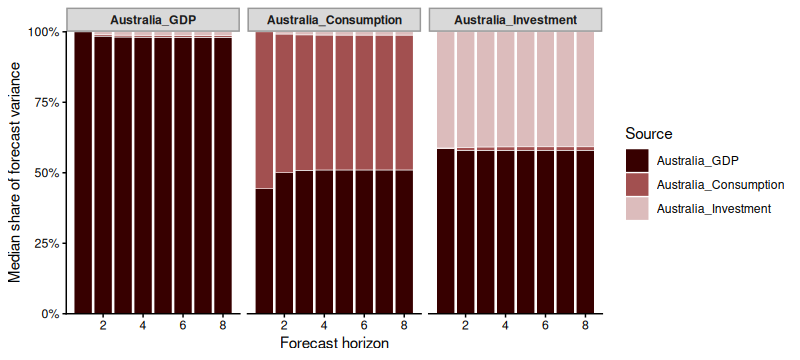 Australia_GDP Australia_Consumption Australia_Investment
100%
75%
50%
25%
0%
Median share of forecast variance
2 4 6 8 2 4 6 8 2 4 6 8
Forecast horizon
Source
Australia_GDP
Australia_Consumption
Australia_Investment